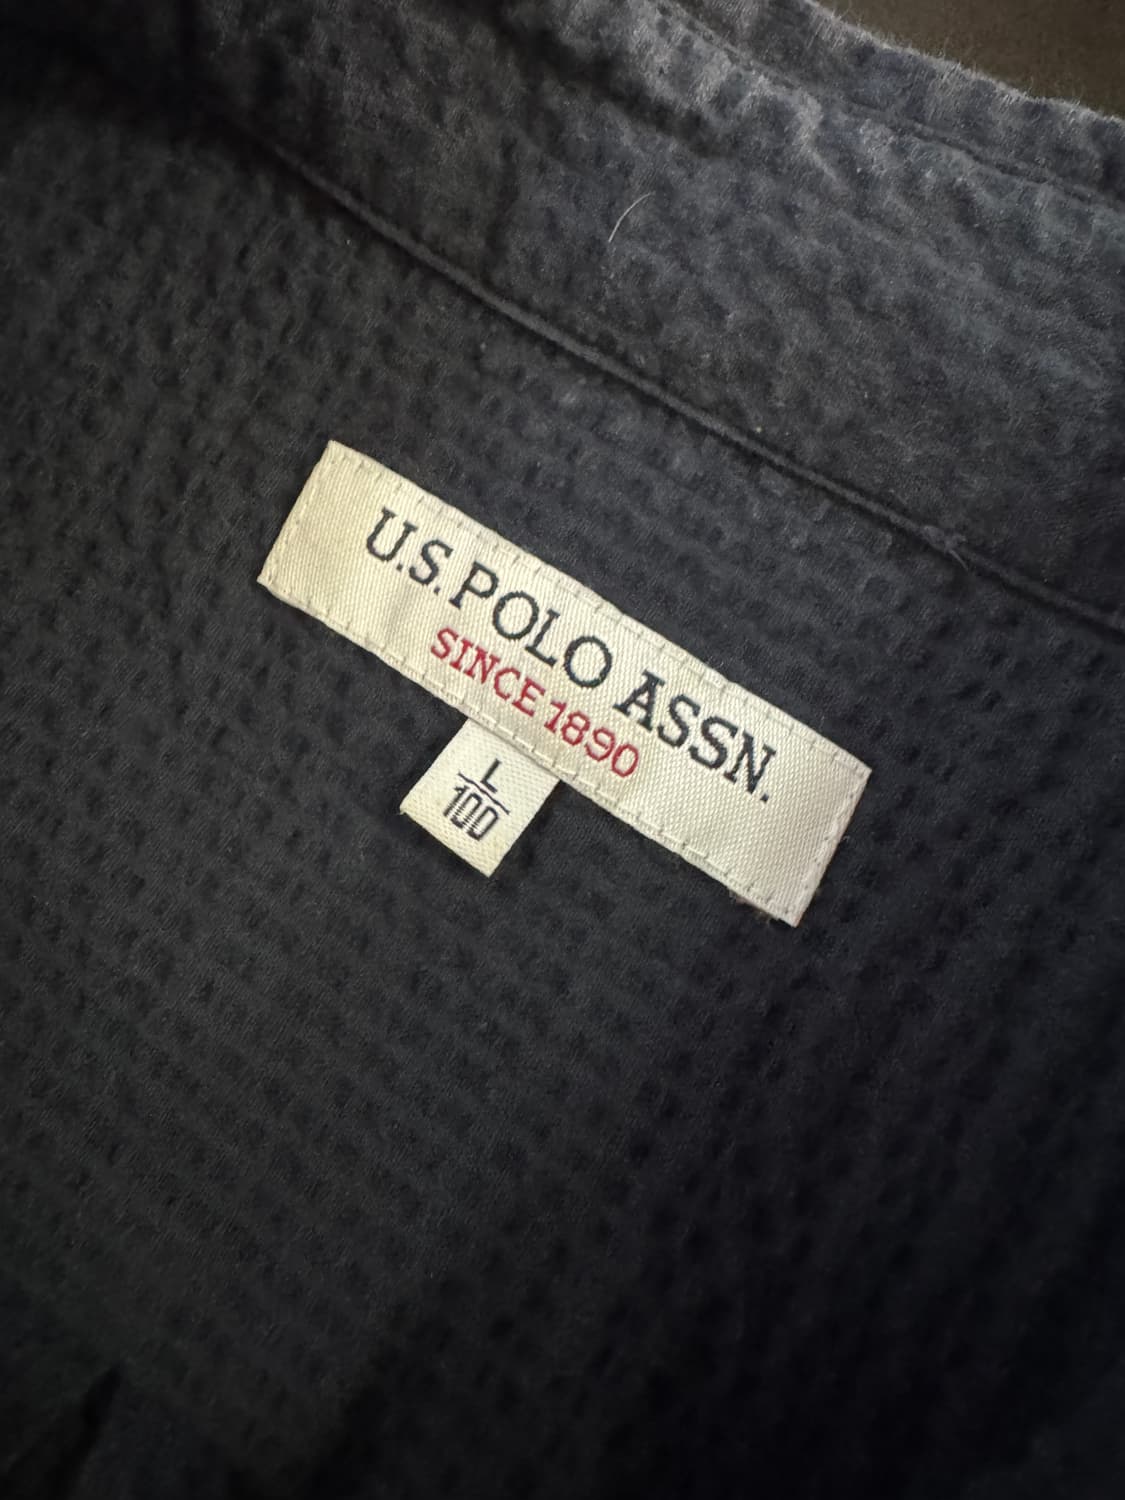 U.S. POLO ASSN.
SINCE 1890
L
100